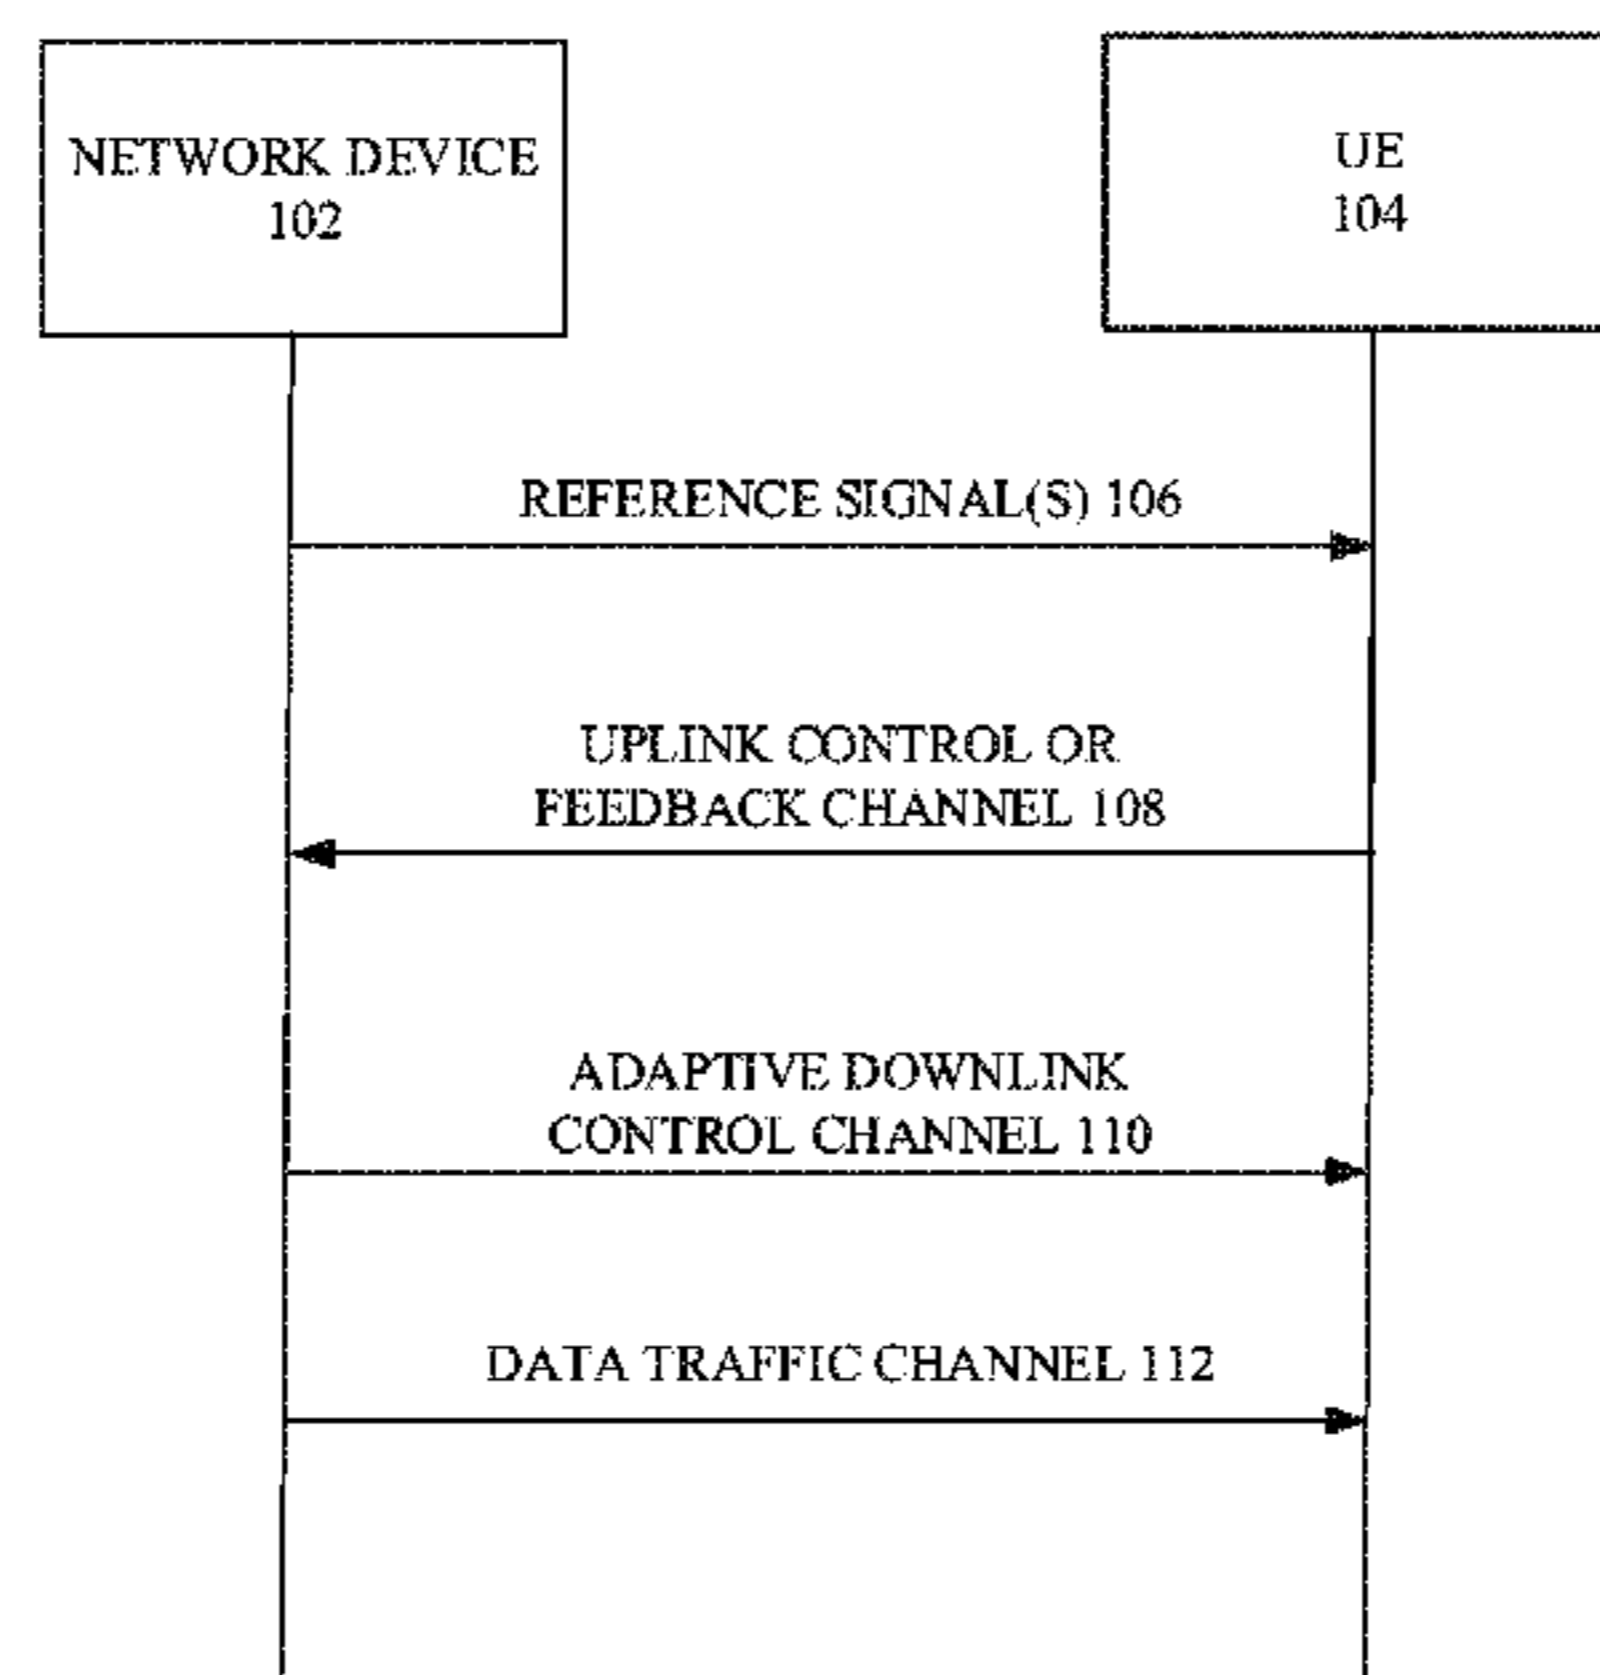 NETWORK DEVICE
102
UE
104
REFERENCE SIGNAL(S) 106
UPLINK CONTROL OR
FEEDBACK CHANNEL 108
ADAPTIVE DOWNLINK
CONTROL CHANNEL 110
DATA TRAFFIC CHANNEL 112